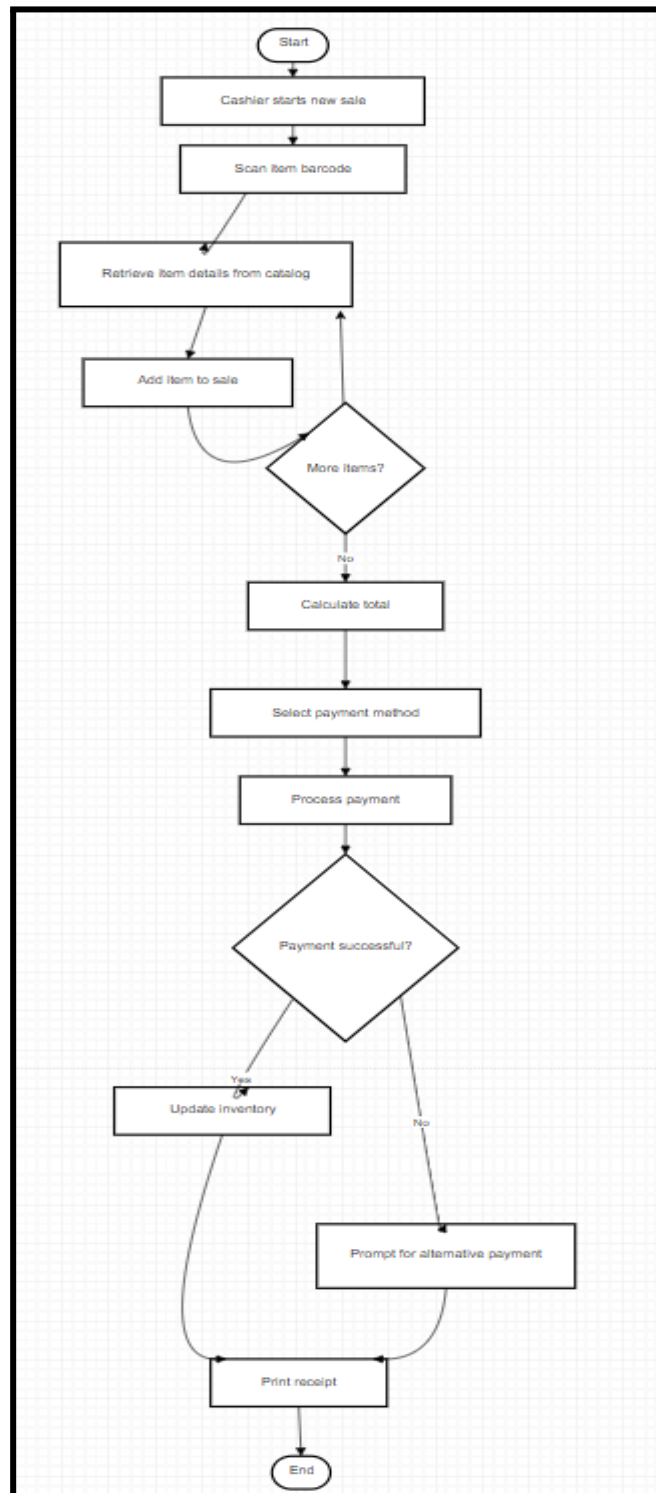 Start
Cashier starts new sale
Scan item barcode
Retrieve item details from catalog
Add item to sale
More items?
No
Calculate total
Select payment method
Process payment
Payment successful?
Yes
Update inventory
No
Prompt for alternative payment
Print receipt
End